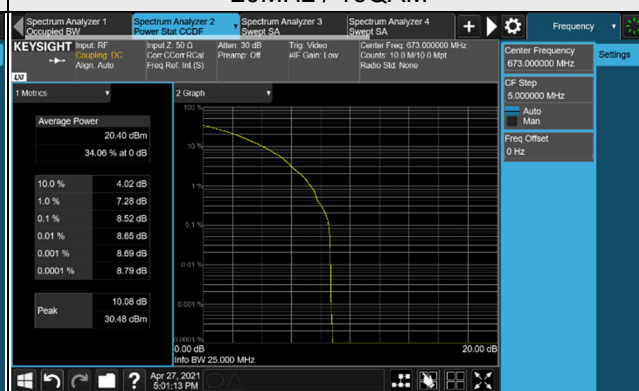 Spectrum Analyzer 1
Occupied BW
Spectrum Analyzer 2
Power Stat CCDF
Spectrum Analyzer 3
Swept SA
Spectrum Analyzer 4
Swept SA
Frequency
KEYSIGHT
Input: RF
Coupling: DC
Align: Auto
Input Z: 50 Ω
Corr CCorr RCal
Freq Ref: Int (S)
Atten: 30 dB
Preamp: Off
Trig: Video
#IF Gain: Low
Center Freq: 673.000000 MHz
Counts: 10.0 M/10.0 Mpt
Radio Std: None
LXI
Center Frequency
673.000000 MHz
Settings
CF Step
5.000000 MHz
Auto
Man
Freq Offset
0 Hz
1 Metrics
2 Graph
Average Power
20.40 dBm
34.06 % at 0 dB
10.0 % 4.02 dB
1.0 % 7.28 dB
0.1 % 8.52 dB
0.01 % 8.65 dB
0.001 % 8.69 dB
0.0001 % 8.79 dB
Peak
10.08 dB
30.48 dBm
100 %
10 %
1 %
0.1 %
0.01 %
0.001 %
0.0001 %
0.00 dB
20.00 dB
Info BW 25.000 MHz
Apr 27, 2021
5:01:13 PM